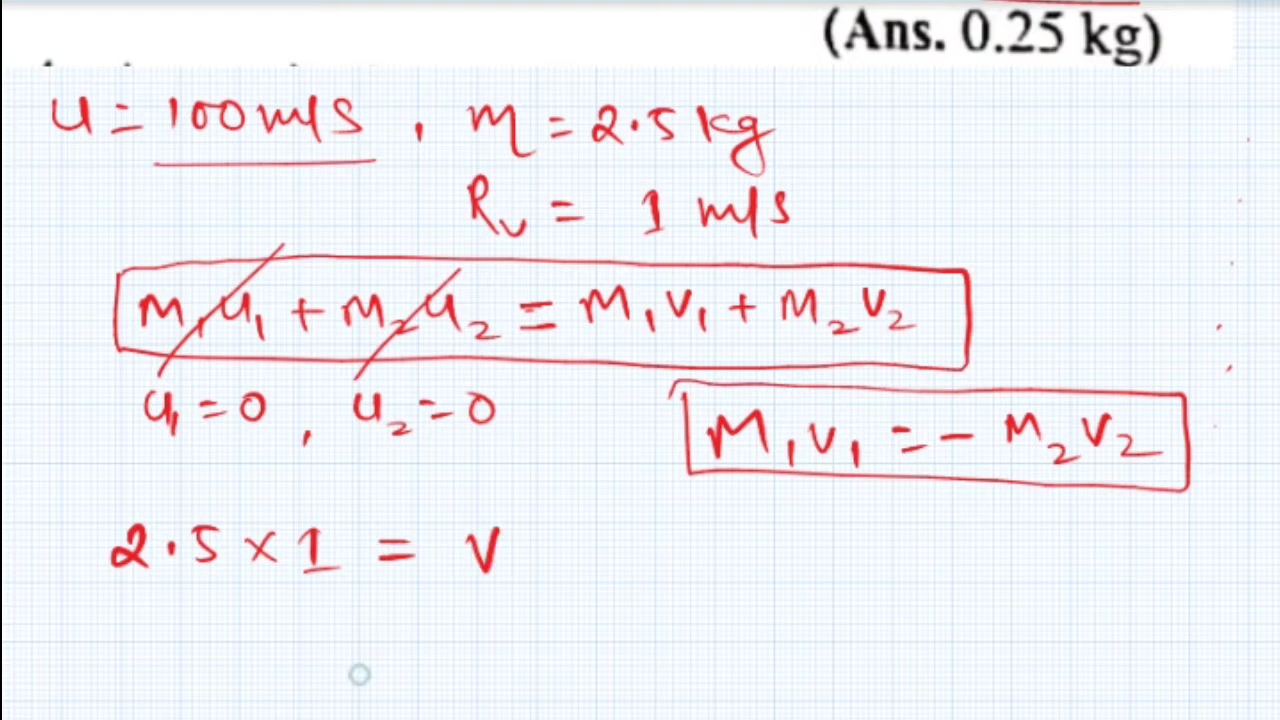 (Ans. 0.25 kg)
u = 100 m/s , m = 2.5 kg
Rv = 1 m/s
m₁u₁ + m₂u₂ = m₁v₁ + m₂v₂
u₁ = 0 , u₂ = 0
m₁v₁ = - m₂v₂
2.5 × 1 = v